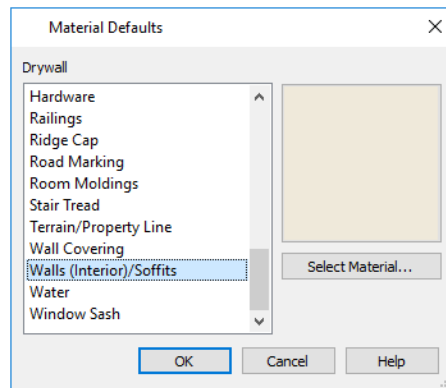 Material Defaults
Drywall
Hardware
Railings
Ridge Cap
Road Marking
Room Moldings
Stair Tread
Terrain/Property Line
Wall Covering
Walls (Interior)/Soffits
Water
Window Sash
Select Material...
OK
Cancel
Help